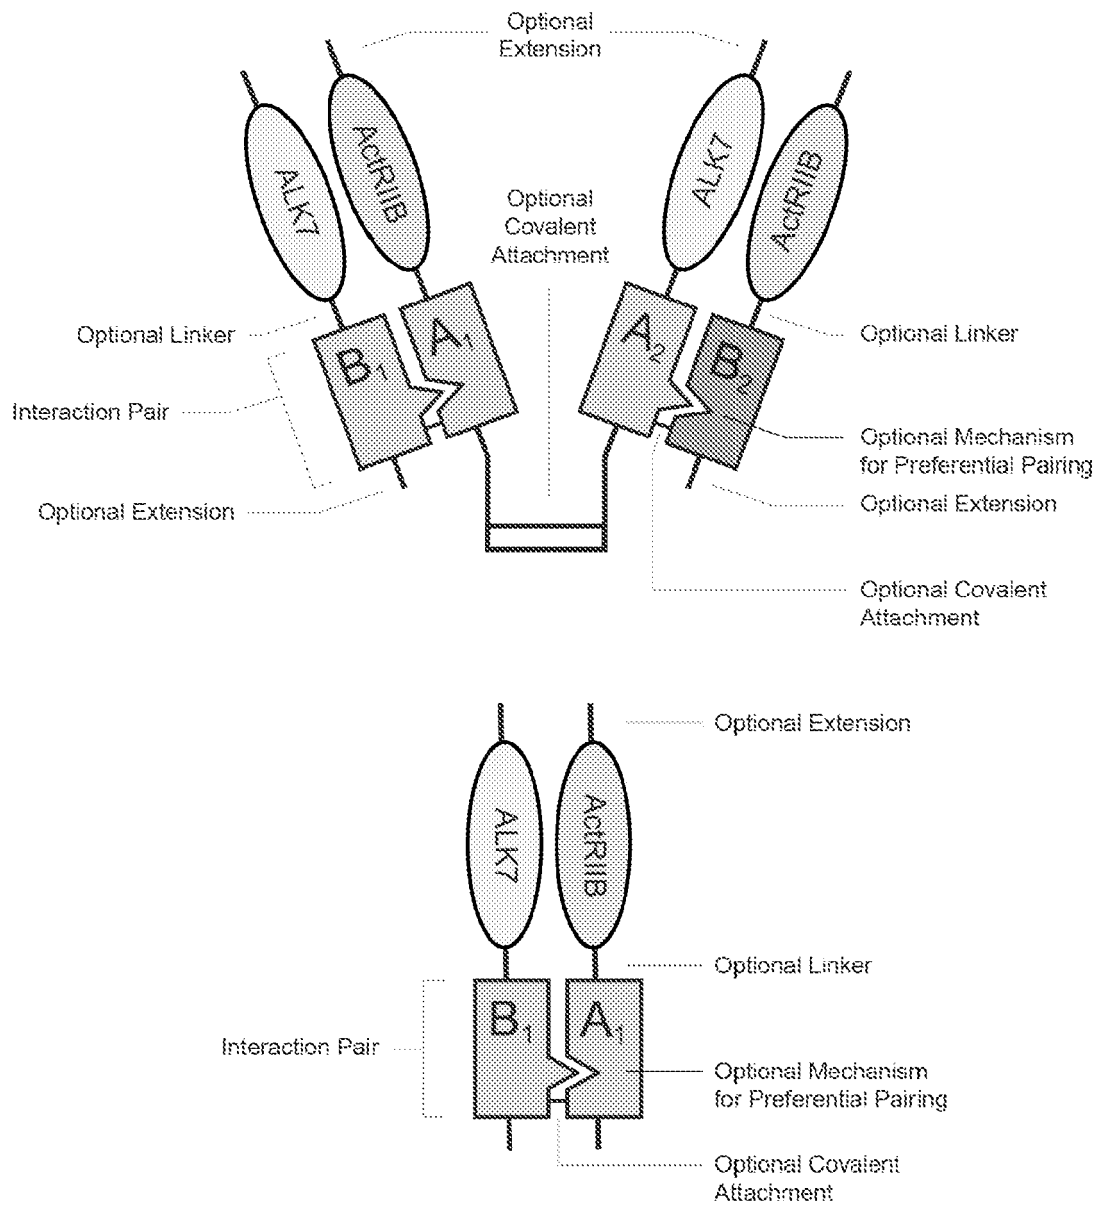 Optional
Extension
ALK7
ActRIIB
ALK7
ActRIIB
Optional
Covalent
Attachment
Optional Linker
B1
A1
A2
B2
Optional Linker
Interaction Pair
Optional Mechanism
for Preferential Pairing
Optional Extension
Optional Extension
Optional Covalent
Attachment
Optional Extension
ALK7
ActRIIB
Optional Linker
B1
A1
Interaction Pair
Optional Mechanism
for Preferential Pairing
Optional Covalent
Attachment